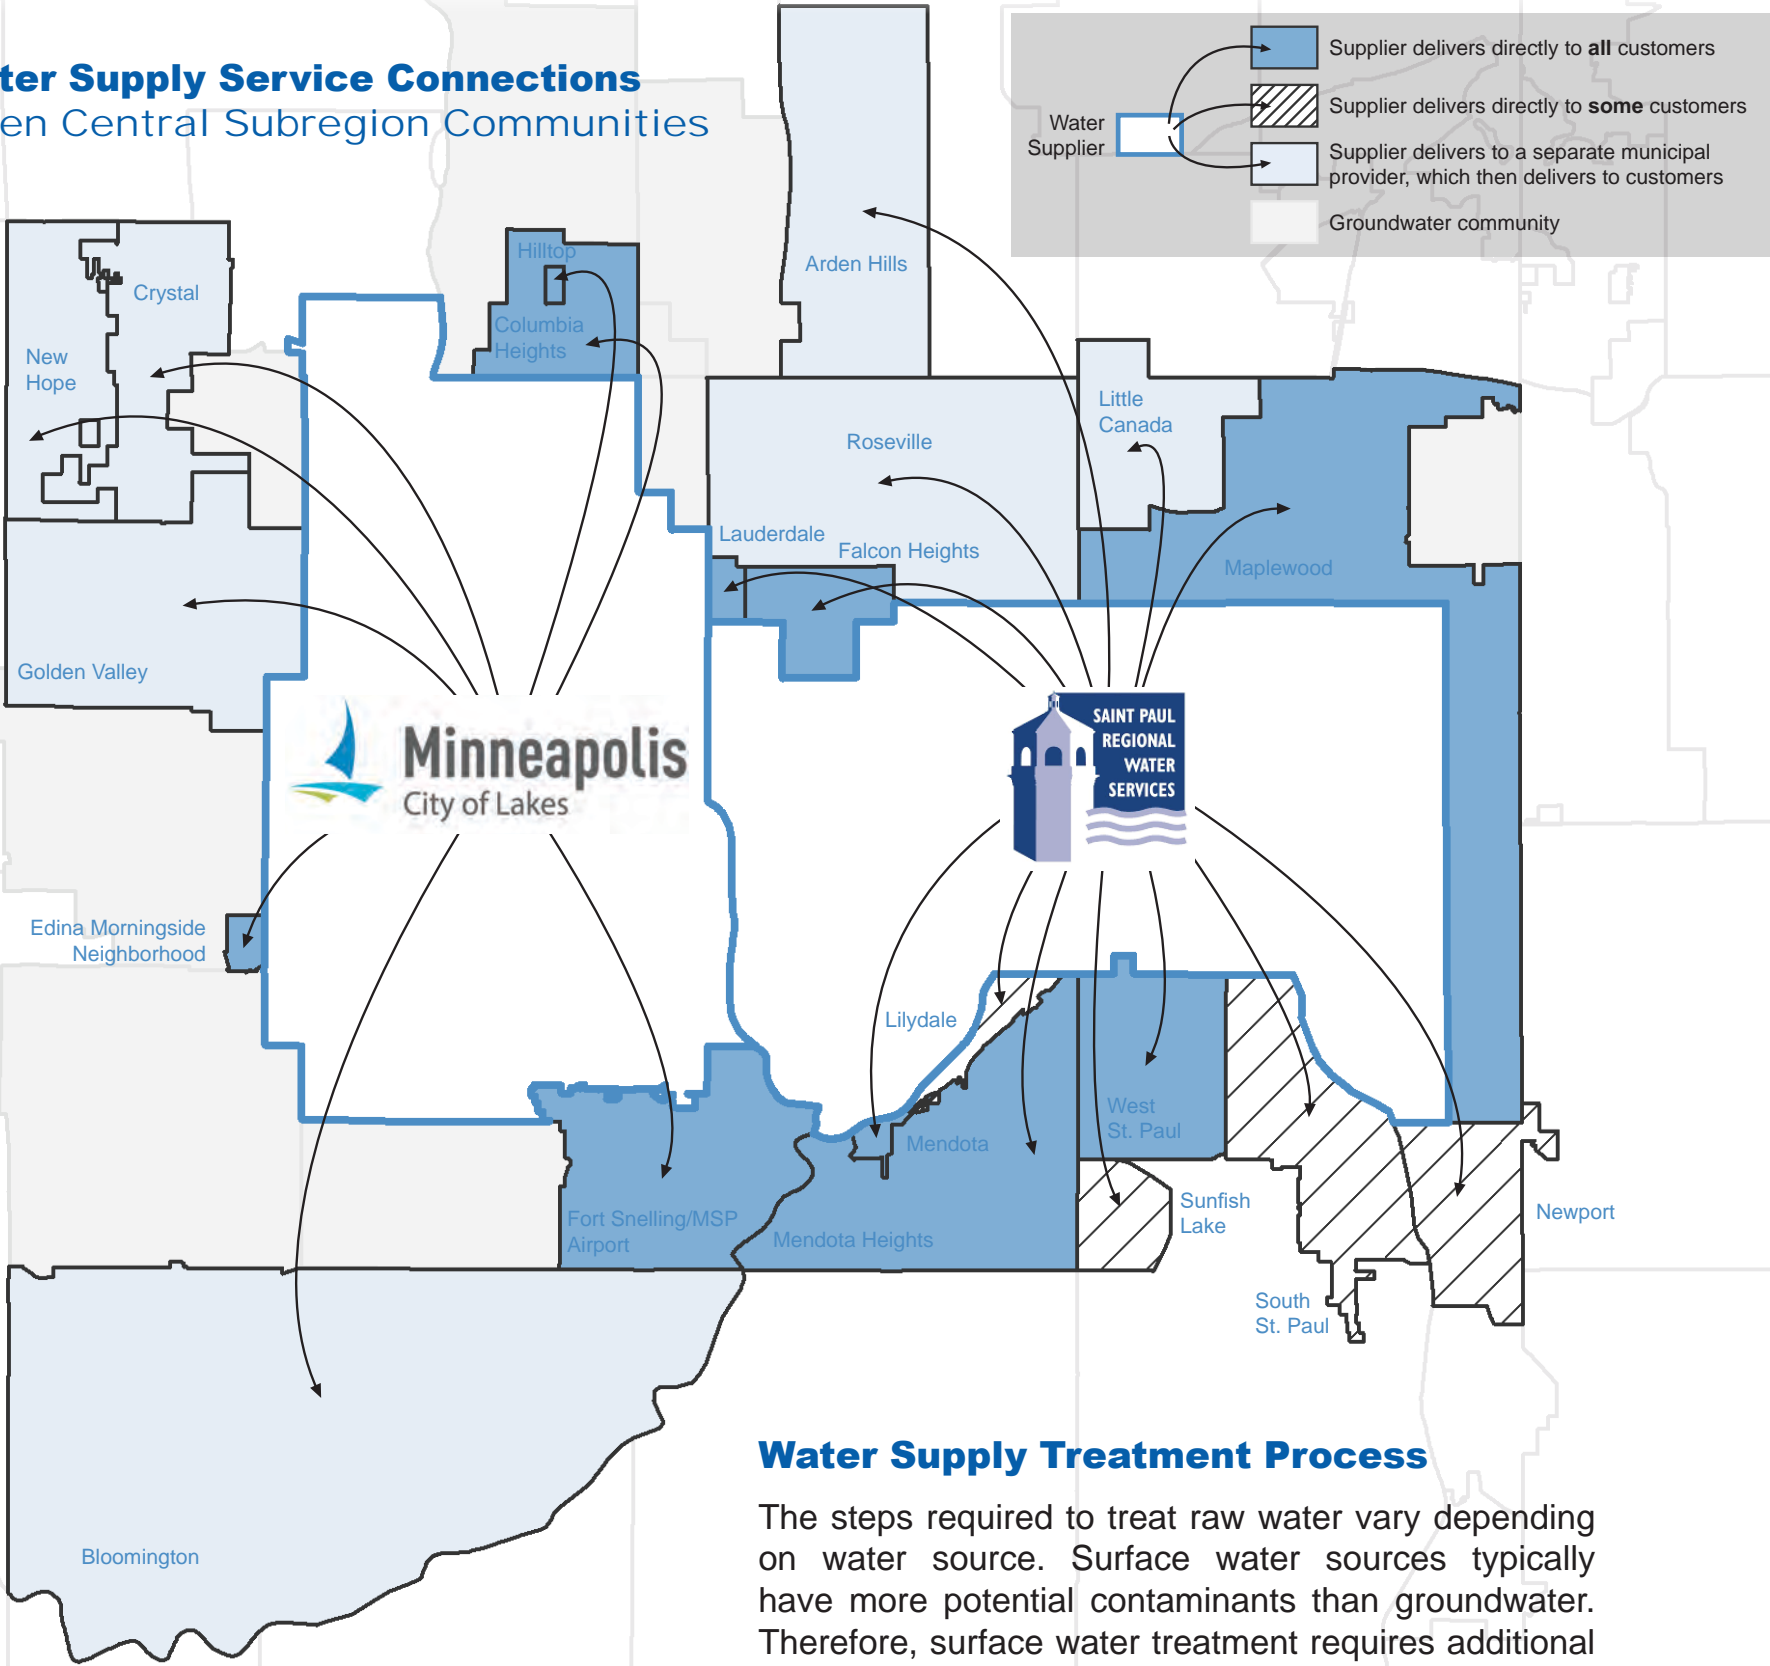 ter Supply Service Connections
en Central Subregion Communities
Water
Supplier
Supplier delivers directly to all customers
Supplier delivers directly to some customers
Supplier delivers to a separate municipal
provider, which then delivers to customers
Groundwater community
Crystal
New
Hope
Golden Valley
Hilltop
Columbia
Heights
Arden Hills
Roseville
Little
Canada
Lauderdale
Falcon Heights
Maplewood
Minneapolis
City of Lakes
SAINT PAUL
REGIONAL
WATER
SERVICES
Edina Morningside
Neighborhood
Lilydale
Mendota
West
St. Paul
Fort Snelling/MSP
Airport
Mendota Heights
Sunfish
Lake
Newport
South
St. Paul
Bloomington
Water Supply Treatment Process
The steps required to treat raw water vary depending
on water source. Surface water sources typically
have more potential contaminants than groundwater.
Therefore, surface water treatment requires additional